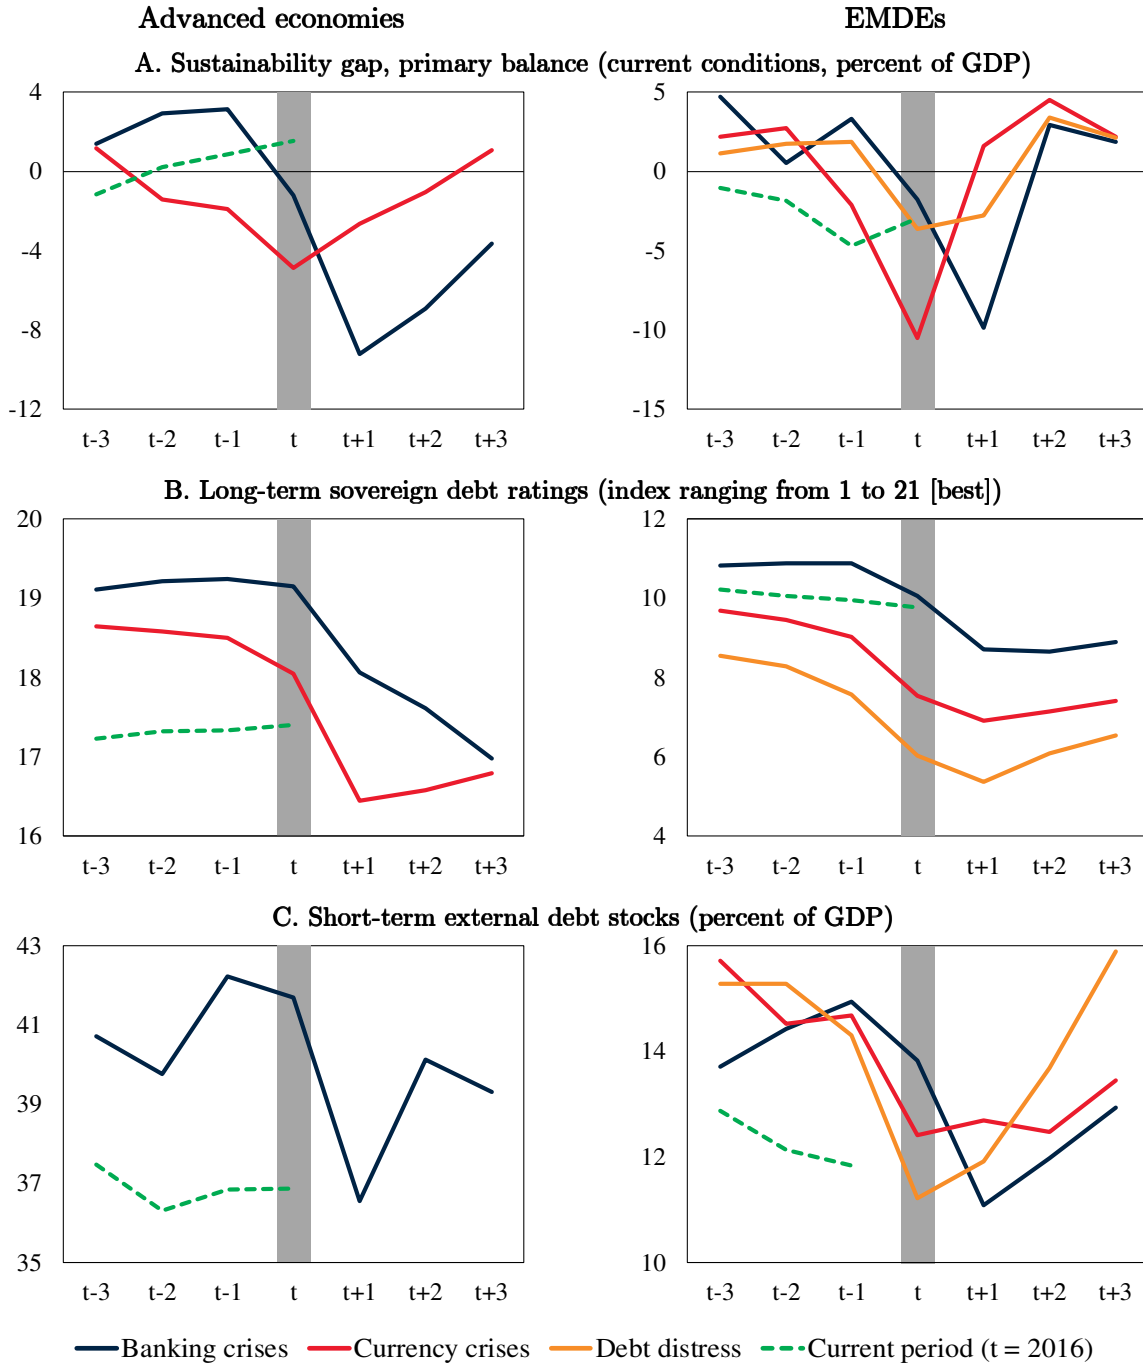 Advanced economies
EMDEs
A. Sustainability gap, primary balance (current conditions, percent of GDP)
4
0
-4
-8
-12
t-3 t-2 t-1 t t+1 t+2 t+3
5
0
-5
-10
-15
t-3 t-2 t-1 t t+1 t+2 t+3
B. Long-term sovereign debt ratings (index ranging from 1 to 21 [best])
20
19
18
17
16
t-3 t-2 t-1 t t+1 t+2 t+3
12
10
8
6
4
t-3 t-2 t-1 t t+1 t+2 t+3
C. Short-term external debt stocks (percent of GDP)
43
41
39
37
35
t-3 t-2 t-1 t t+1 t+2 t+3
16
14
12
10
t-3 t-2 t-1 t t+1 t+2 t+3
Banking crises Currency crises Debt distress Current period (t = 2016)